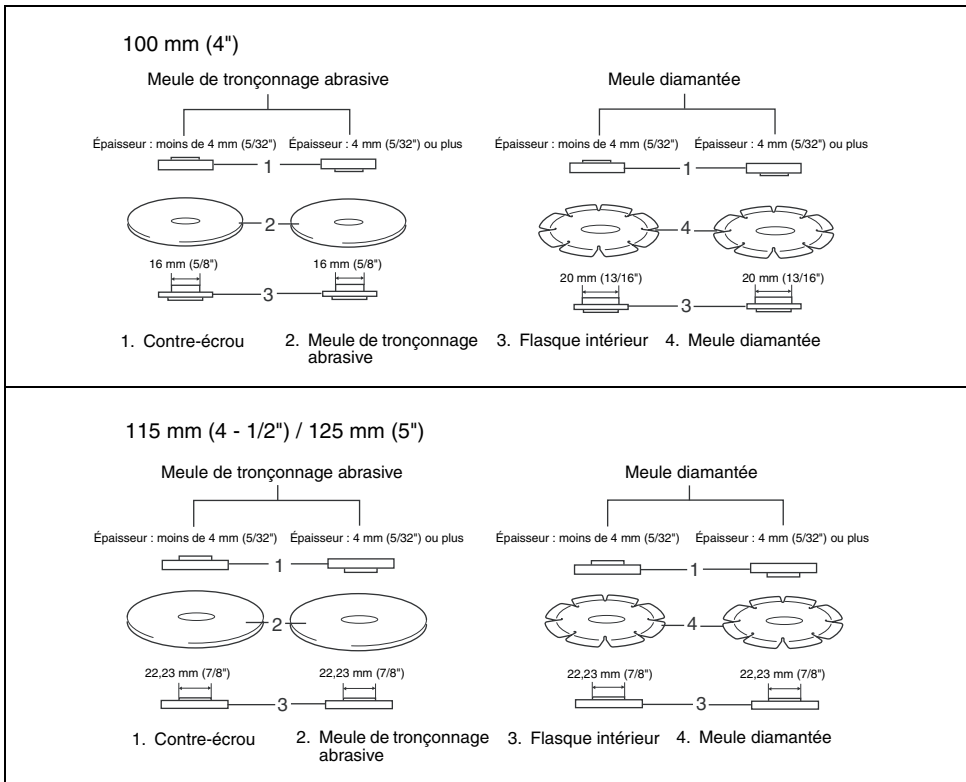 100 mm (4")
Meule de tronçonnage abrasive
Meule diamantée
Épaisseur : moins de 4 mm (5/32")
Épaisseur : 4 mm (5/32") ou plus
Épaisseur : moins de 4 mm (5/32")
Épaisseur : 4 mm (5/32") ou plus
1
1
2
4
16 mm (5/8")
16 mm (5/8")
20 mm (13/16")
20 mm (13/16")
3
3
1. Contre-écrou
2. Meule de tronçonnage
abrasive
3. Flasque intérieur
4. Meule diamantée
115 mm (4 - 1/2") / 125 mm (5")
Meule de tronçonnage abrasive
Meule diamantée
Épaisseur : moins de 4 mm (5/32")
Épaisseur : 4 mm (5/32") ou plus
Épaisseur : moins de 4 mm (5/32")
Épaisseur : 4 mm (5/32") ou plus
1
1
2
4
22,23 mm (7/8")
22,23 mm (7/8")
22,23 mm (7/8")
22,23 mm (7/8")
3
3
1. Contre-écrou
2. Meule de tronçonnage
abrasive
3. Flasque intérieur
4. Meule diamantée